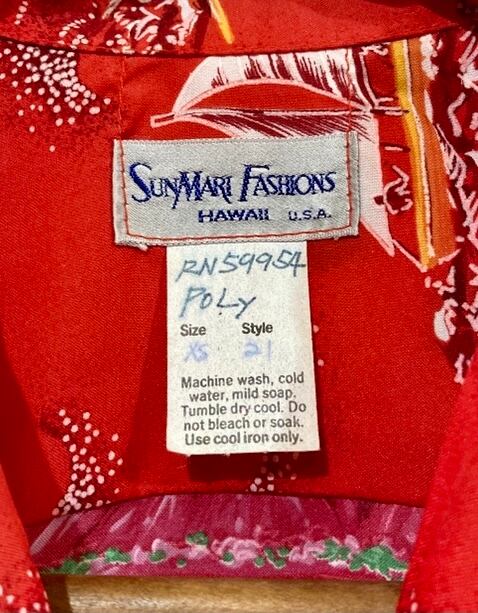 SunMari Fashions
HAWAII U.S.A.
RN59954
POLY
Size Style
XS 21
Machine wash, cold
water, mild soap.
Tumble dry cool. Do
not bleach or soak.
Use cool iron only.